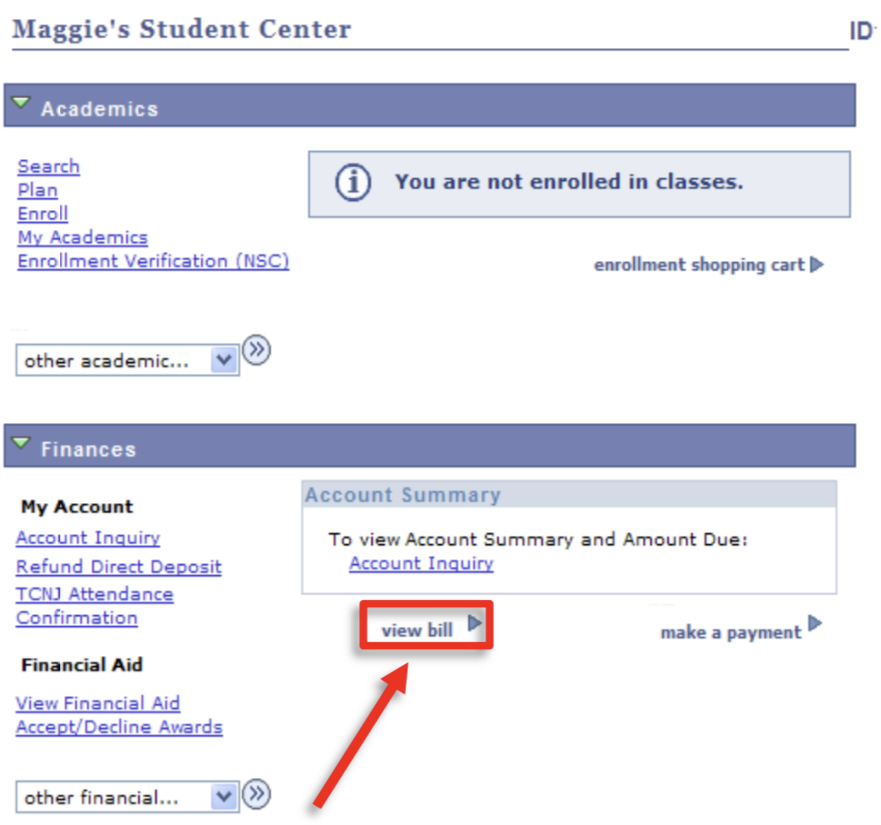 Maggie's Student Center
ID
Academics
Search
Plan
Enroll
My Academics
Enrollment Verification (NSC)
You are not enrolled in classes.
enrollment shopping cart
other academic...
Finances
My Account
Account Inquiry
Refund Direct Deposit
TCNJ Attendance
Confirmation
Financial Aid
View Financial Aid
Accept/Decline Awards
other financial...
Account Summary
To view Account Summary and Amount Due:
Account Inquiry
view bill
make a payment